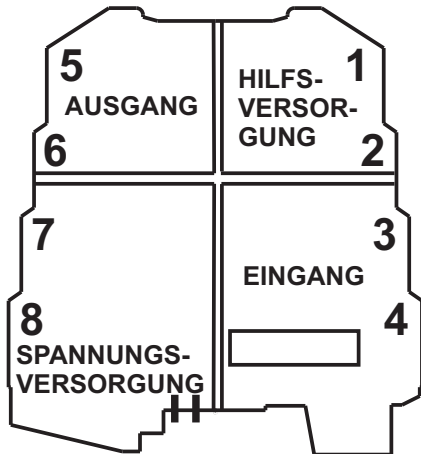 5
AUSGANG
6
1
HILFS-
VERSOR-
GUNG
2
7
8
SPANNUNGS-
VERSORGUNG
3
EINGANG
4